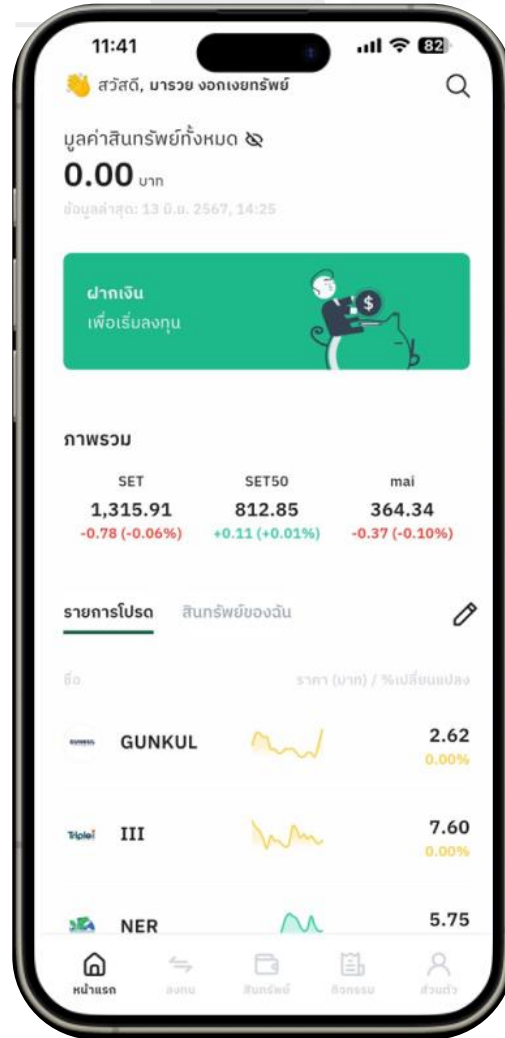 11:41
82
สวัสดี, มารวย งอกเงยทรัพย์
มูลค่าสินทรัพย์ทั้งหมด
0.00 บาท
ข้อมูลล่าสุด: 13 มิ.ย. 2567, 14:25
ฝากเงิน
เพื่อเริ่มลงทุน
$
ภาพรวม
SET SET50 mai
1,315.91 812.85 364.34
-0.78 (-0.06%) +0.11 (+0.01%) -0.37 (-0.10%)
รายการโปรด สินทรัพย์ของฉัน
ชื่อ ราคา (บาท) / %เปลี่ยนแปลง
GUNKUL GUNKUL 2.62
0.00%
Triple i III 7.60
0.00%
NER 5.75
หน้าแรก ลงทุน สินทรัพย์ กิจกรรม ส่วนตัว